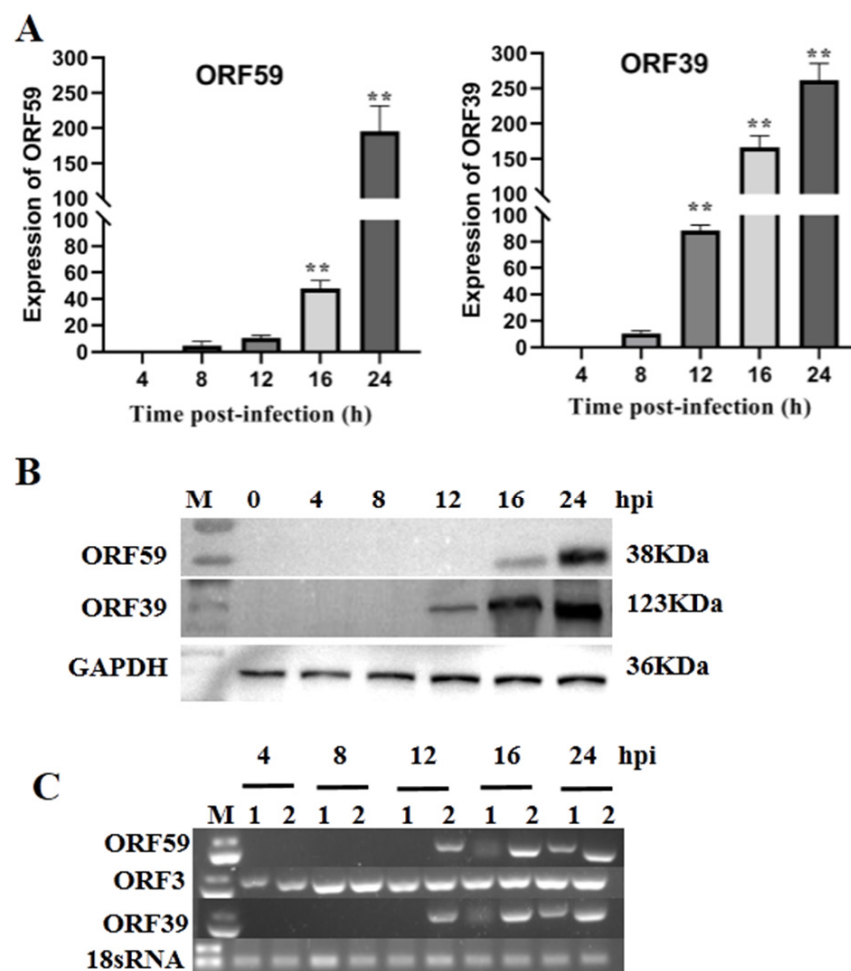 A
ORF59
Expression of ORF59
300
250
200
150
100
100
80
60
40
20
0
**
**
4 8 12 16 24
Time post-infection (h)
ORF39
Expression of ORF39
300
250
200
150
100
100
80
60
40
20
0
**
**
**
4 8 12 16 24
Time post-infection (h)
B
M 0 4 8 12 16 24 hpi
ORF59 38KDa
ORF39 123KDa
GAPDH 36KDa
C
4 8 12 16 24 hpi
M 1 2 1 2 1 2 1 2 1 2
ORF59
ORF3
ORF39
18sRNA